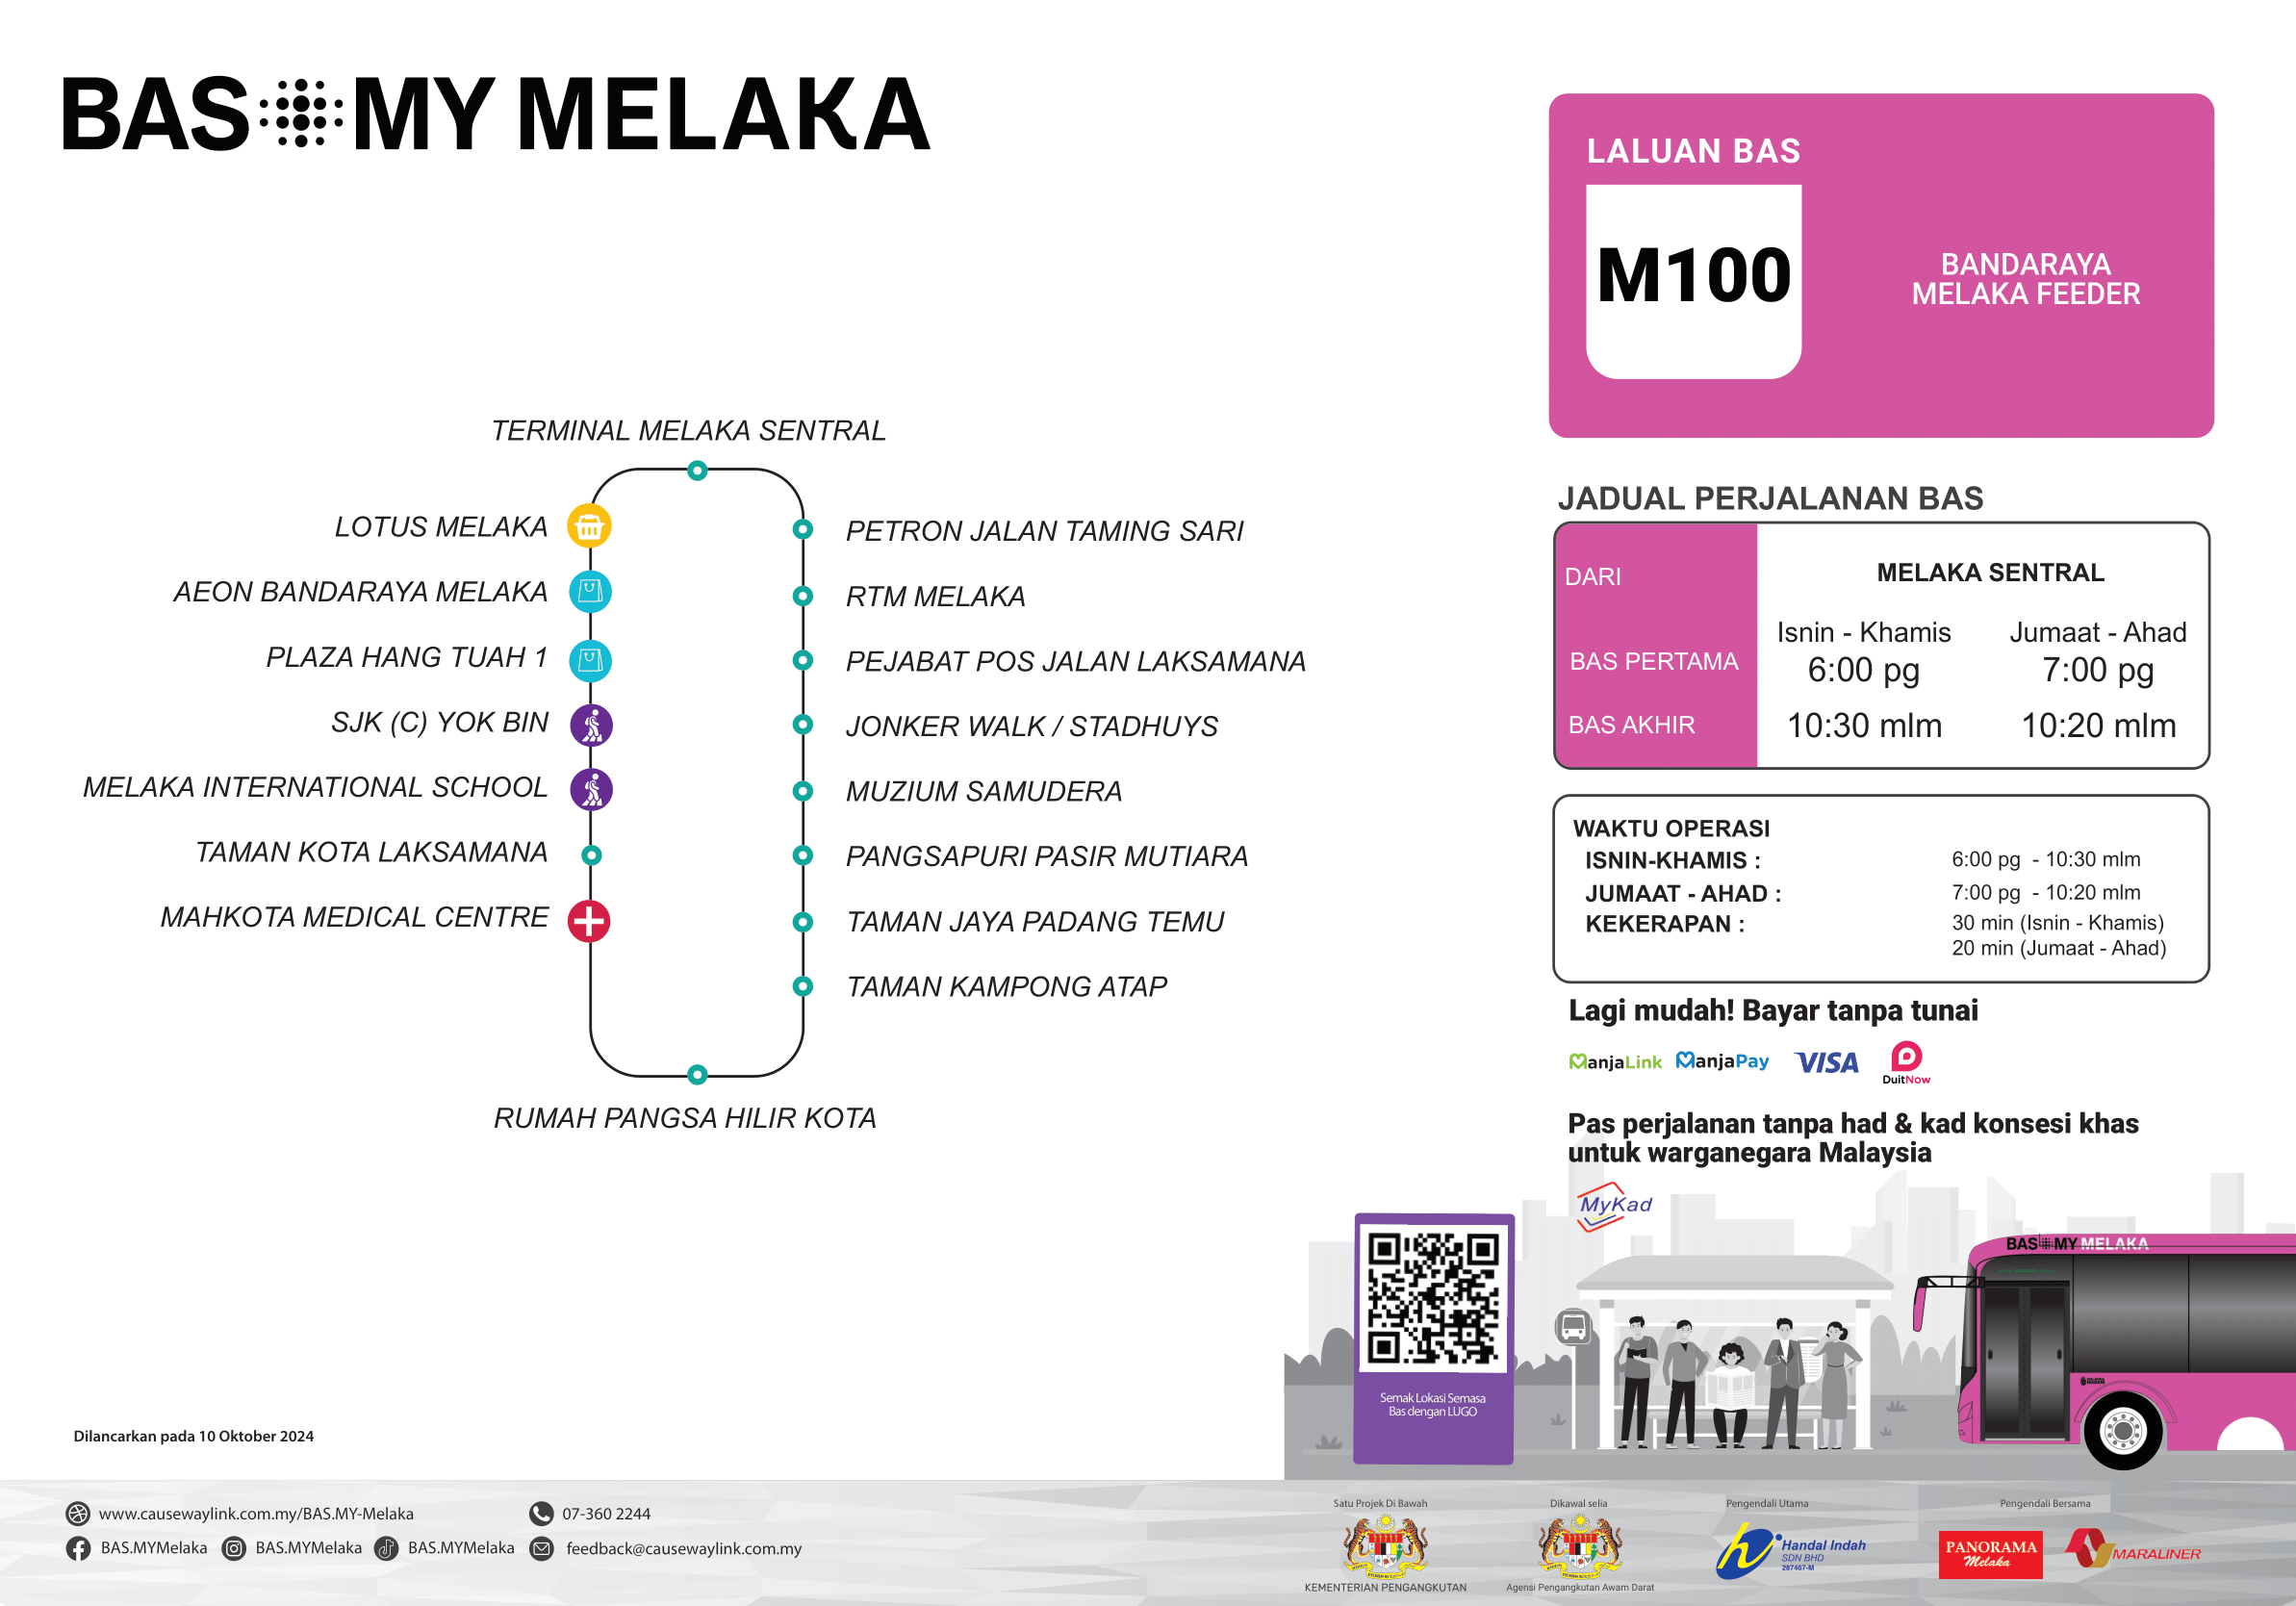 BAS MY MELAKA
LALUAN BAS
M100
BANDARAYA
MELAKA FEEDER
TERMINAL MELAKA SENTRAL
LOTUS MELAKA
AEON BANDARAYA MELAKA
PLAZA HANG TUAH 1
SJK (C) YOK BIN
MELAKA INTERNATIONAL SCHOOL
TAMAN KOTA LAKSAMANA
MAHKOTA MEDICAL CENTRE
PETRON JALAN TAMING SARI
RTM MELAKA
PEJABAT POS JALAN LAKSAMANA
JONKER WALK / STADHUYS
MUZIUM SAMUDERA
PANGSAPURI PASIR MUTIARA
TAMAN JAYA PADANG TEMU
TAMAN KAMPONG ATAP
RUMAH PANGSA HILIR KOTA
JADUAL PERJALANAN BAS
DARI
MELAKA SENTRAL
Isnin - Khamis Jumaat - Ahad
BAS PERTAMA 6:00 pg 7:00 pg
BAS AKHIR 10:30 mlm 10:20 mlm
WAKTU OPERASI
ISNIN-KHAMIS : 6:00 pg - 10:30 mlm
JUMAAT - AHAD : 7:00 pg - 10:20 mlm
KEKERAPAN : 30 min (Isnin - Khamis)
20 min (Jumaat - Ahad)
Lagi mudah! Bayar tanpa tunai
ManjaLink ManjaPay VISA DuitNow
Pas perjalanan tanpa had & kad konsesi khas
untuk warganegara Malaysia
MyKad
BAS MY MELAKA
Semak Lokasi Semasa
Bas dengan LUGO
Dilancarkan pada 10 Oktober 2024
www.causewaylink.com.my/BAS.MY-Melaka 07-360 2244
BAS.MYMelaka BAS.MYMelaka BAS.MYMelaka feedback@causewaylink.com.my
Satu Projek Di Bawah
KEMENTERIAN PENGANGKUTAN
Dikawal selia
Agensi Pengangkutan Awam Darat
Pengendali Utama
Handal Indah
SDN BHD
287467-M
Pengendali Bersama
PANORAMA
Melaka
MARALINER